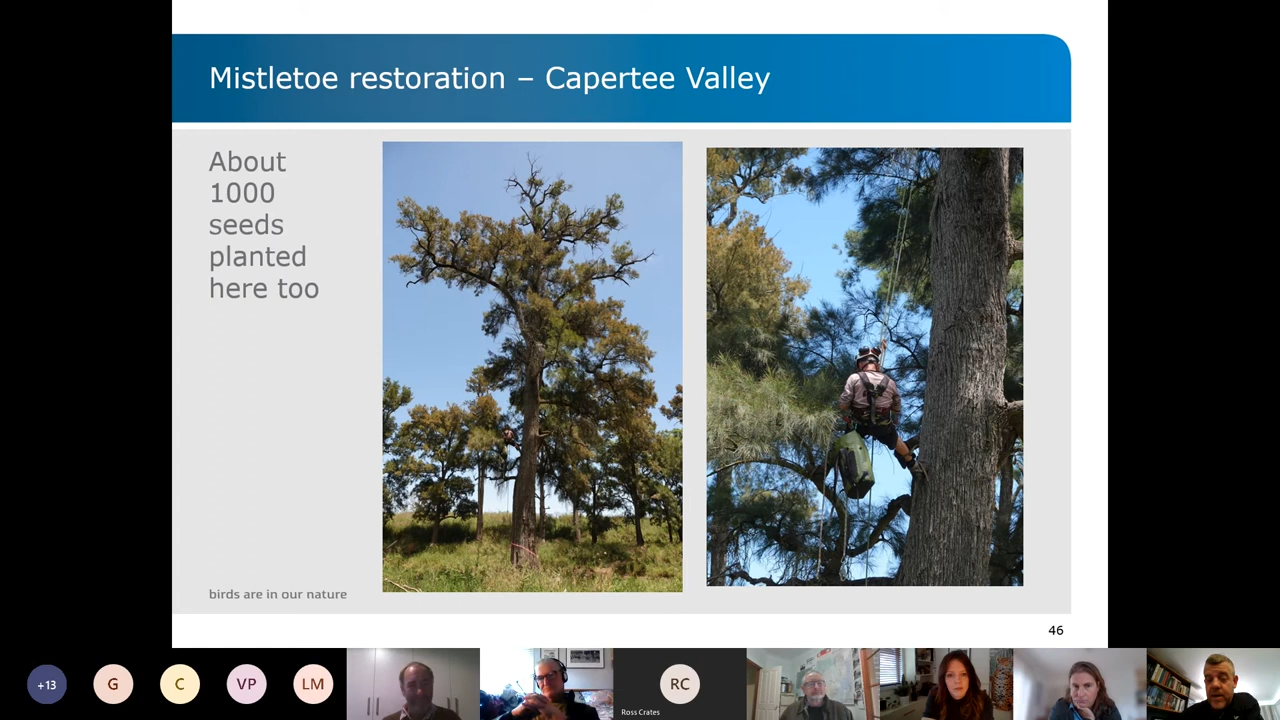 Mistletoe restoration – Capertee Valley
About
1000
seeds
planted
here too
birds are in our nature
46
+13
G
C
VP
LM
RC
Ross Crates